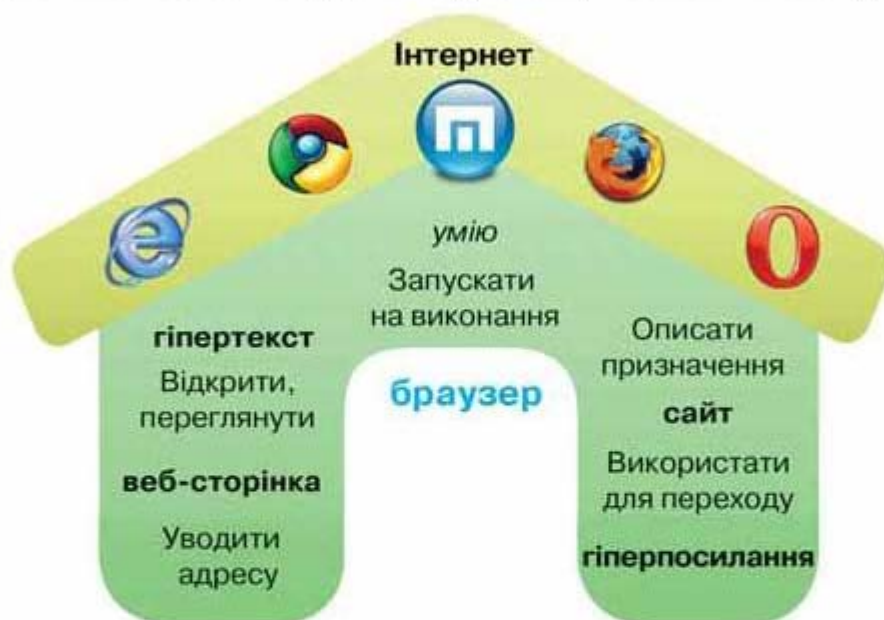 Інтернет
умію
Запускати
на виконання
гіпертекст
Відкрити,
переглянути
веб-сторінка
Уводити
адресу
браузер
Описати
призначення
сайт
Використати
для переходу
гіперпосилання